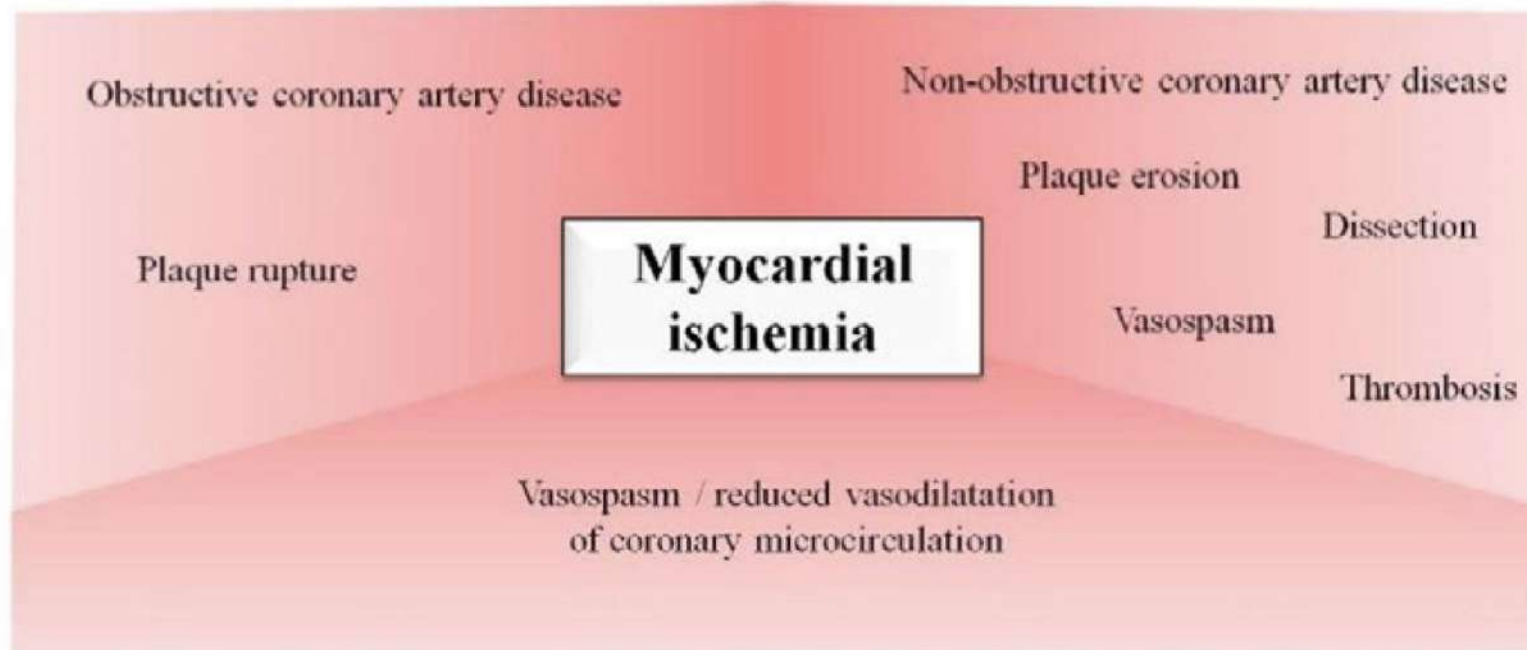 Obstructive coronary artery disease
Plaque rupture
Myocardial
ischemia
Non-obstructive coronary artery disease
Plaque erosion
Dissection
Vasospasm
Thrombosis
Vasospasm / reduced vasodilatation
of coronary microcirculation